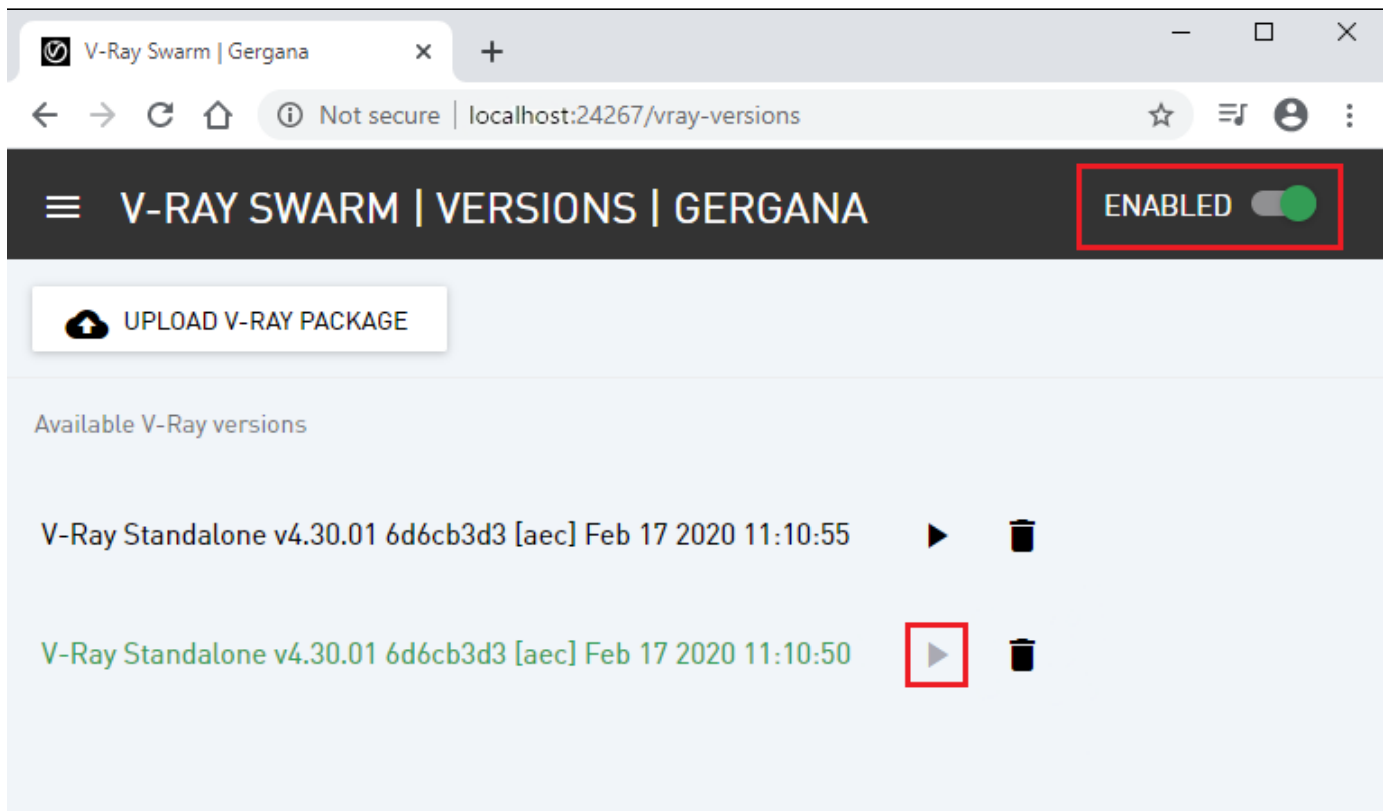 V-Ray Swarm | Gergana
Not secure | localhost:24267/vray-versions
V-RAY SWARM | VERSIONS | GERGANA
ENABLED
UPLOAD V-RAY PACKAGE
Available V-Ray versions
V-Ray Standalone v4.30.01 6d6cb3d3 [aec] Feb 17 2020 11:10:55
V-Ray Standalone v4.30.01 6d6cb3d3 [aec] Feb 17 2020 11:10:50